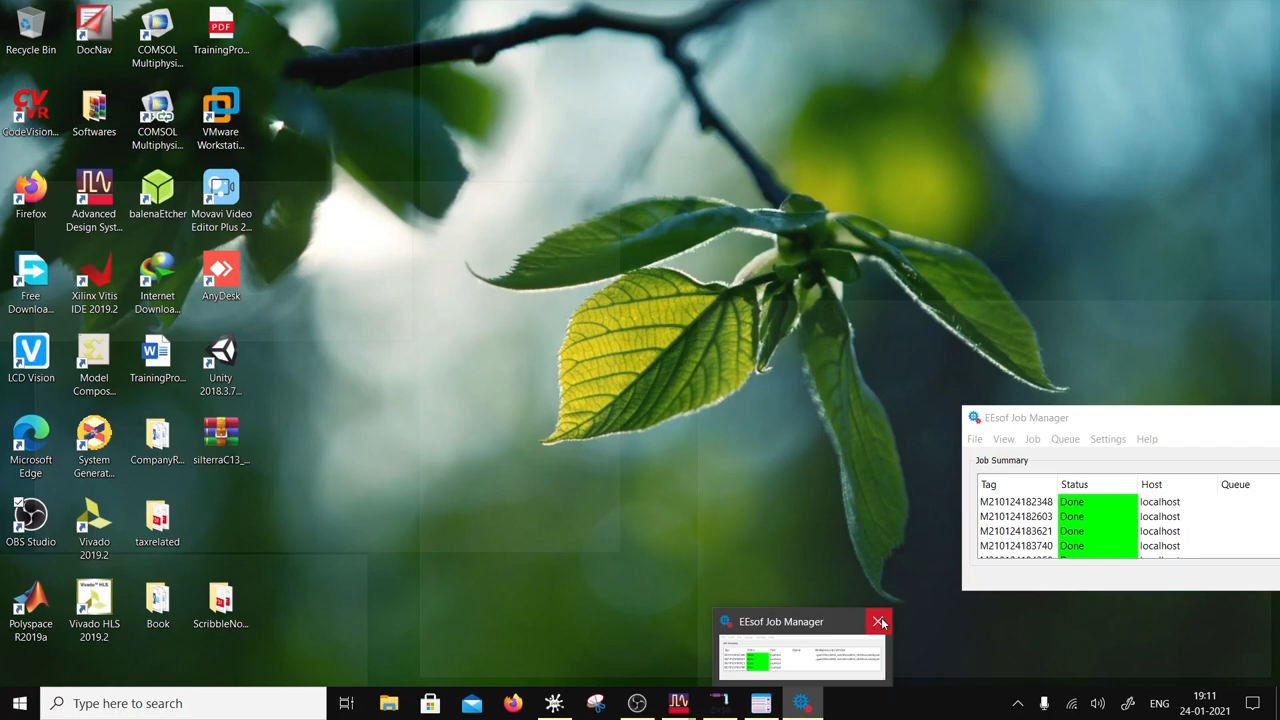 Recycle Bin
DocNav
COMSOL
Multiphysi...
PDF
TrainingPro...
CodeVision...
Softwares
COMSOL
Multiphysi...
VMware
Workstati...
Firefox
Advanced
Design Syst...
balenaEtcher
Movavi Video
Editor Plus 2...
Free
Downloa...
Xilinx Vitis
IDE 2019.2
Internet
Downloa...
AnyDesk
LCD Vision
Model
Compos...
TrainingPro...
Unity
2018.3.7...
EEsof Job Manager
File View Job Queue Settings Help
Microsoft
Edge
System
Generat...
CompanyR...
silterraC13_...
Job Summary
Tag Status Host Queue
M210124182348 Done localhost
M210124182603 Done localhost
M210124183621 Done localhost
M210124183740 Done localhost
OBS Studio
Vivado
2019.2
taxrelated
Polyspace
R2019b
Vivado HLS
Vivado HLS
2019.2
Book
ScribbleNo...
EEsof Job Manager
Type here to search
ENG
24-01-2021